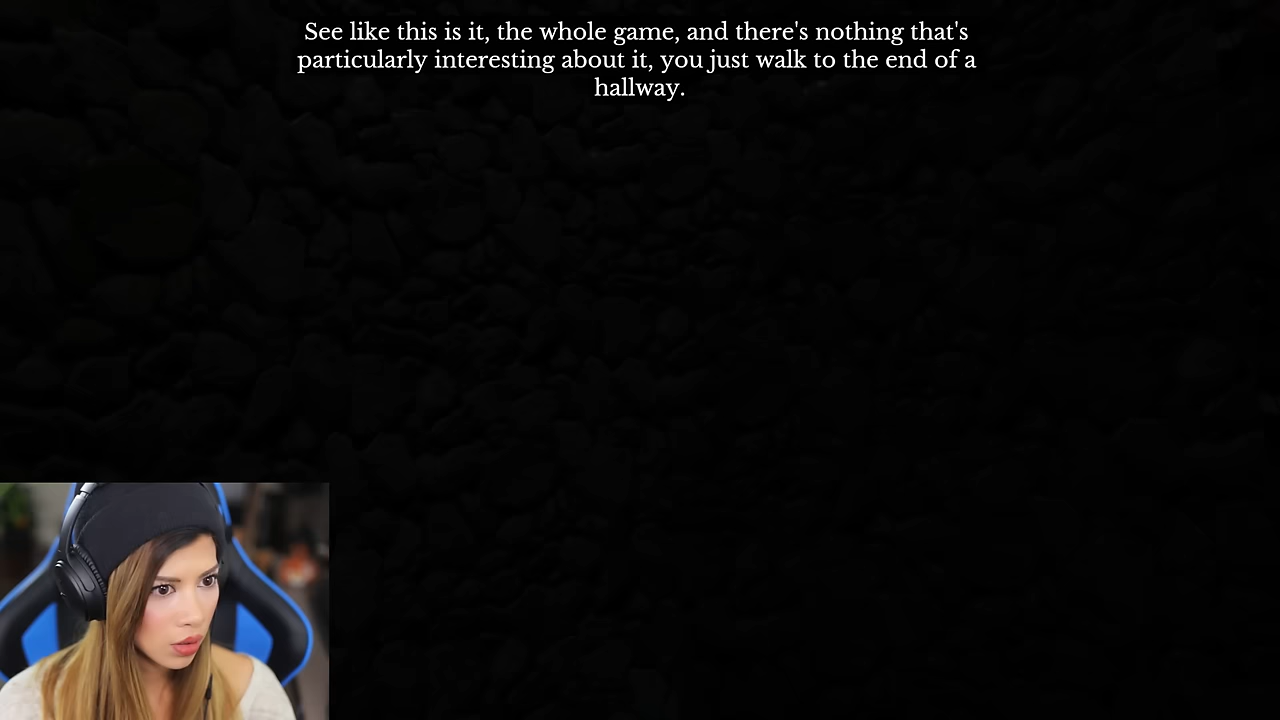 See like this is it, the whole game, and there's nothing that's
particularly interesting about it, you just walk to the end of a
hallway.